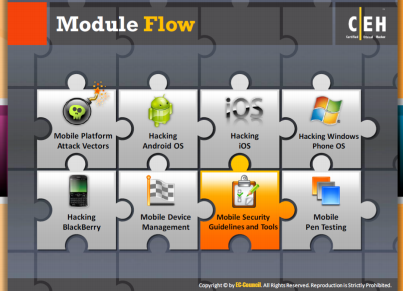 Module Flow
CEH
Certified Ethical Hacker
Mobile Platform
Attack Vectors
Hacking
Android OS
iOS
Hacking
iOS
Hacking Windows
Phone OS
Hacking
BlackBerry
Mobile Device
Management
Mobile Security
Guidelines and Tools
Mobile
Pen Testing
Copyright © by EC-Council. All Rights Reserved. Reproduction is Strictly Prohibited.